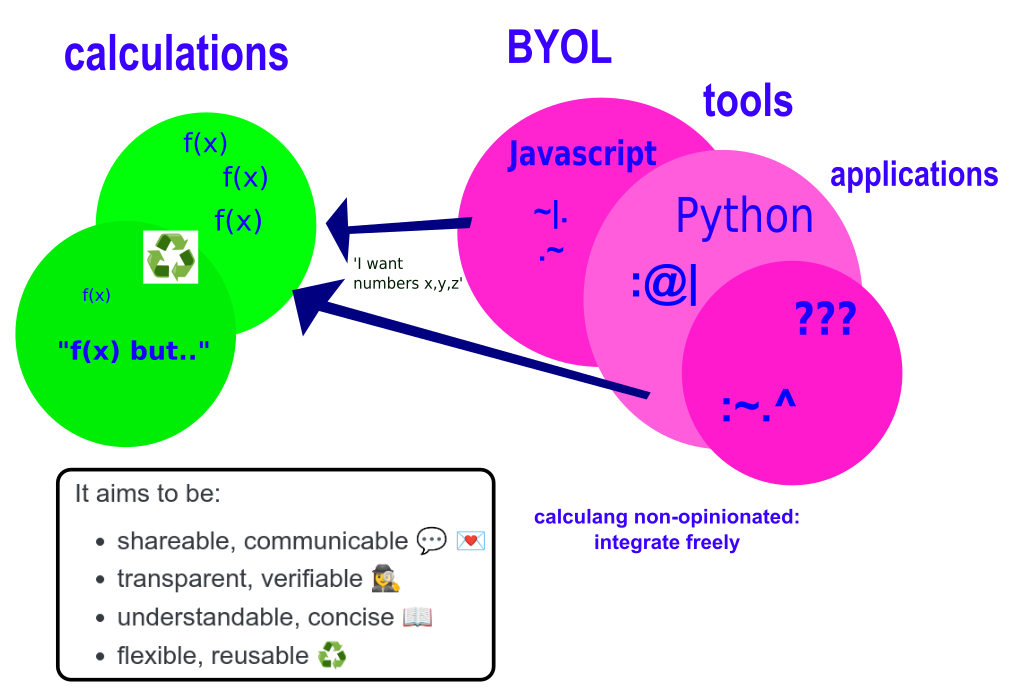 calculations
f(x)
f(x)
f(x)
f(x)
"f(x) but.."
BYOL
tools
applications
Javascript
~|.
.~
Python
:@|
???
:~.^
'I want
numbers x,y,z'
calculang non-opinionated:
integrate freely
It aims to be:
• shareable, communicable 💬 💌
• transparent, verifiable 🕵️‍♀️
• understandable, concise 📖
• flexible, reusable ♻️